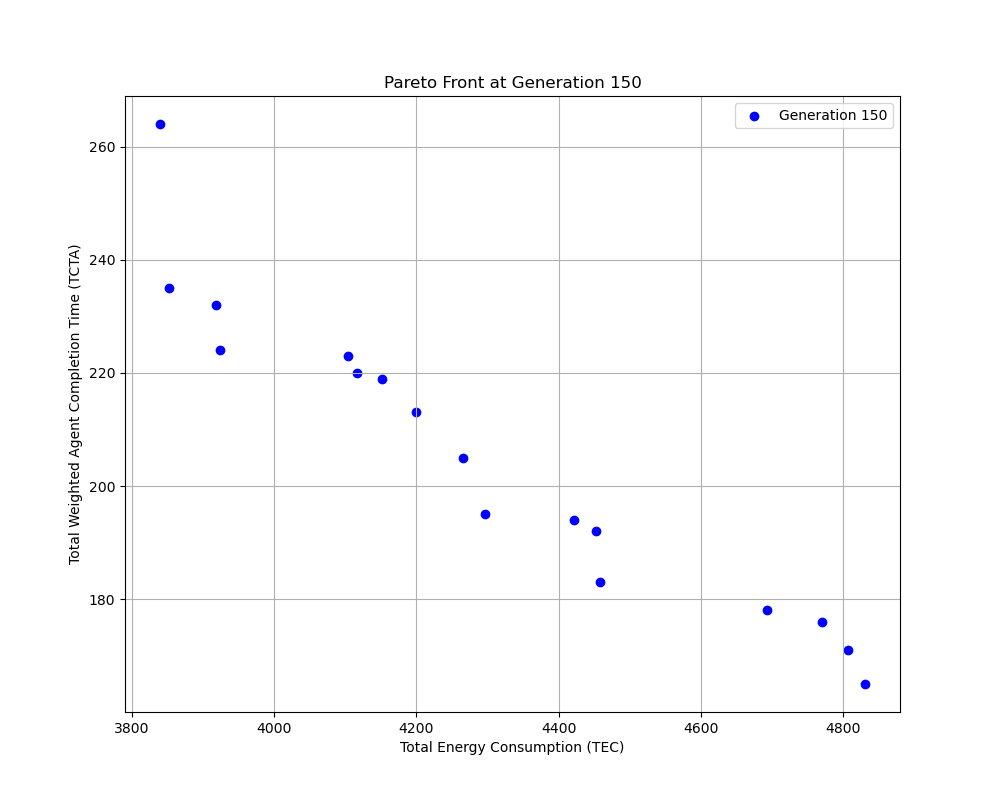 Pareto Front at Generation 150
Generation 150
260
240
220
200
180
Total Weighted Agent Completion Time (TCTA)
3800 4000 4200 4400 4600 4800
Total Energy Consumption (TEC)